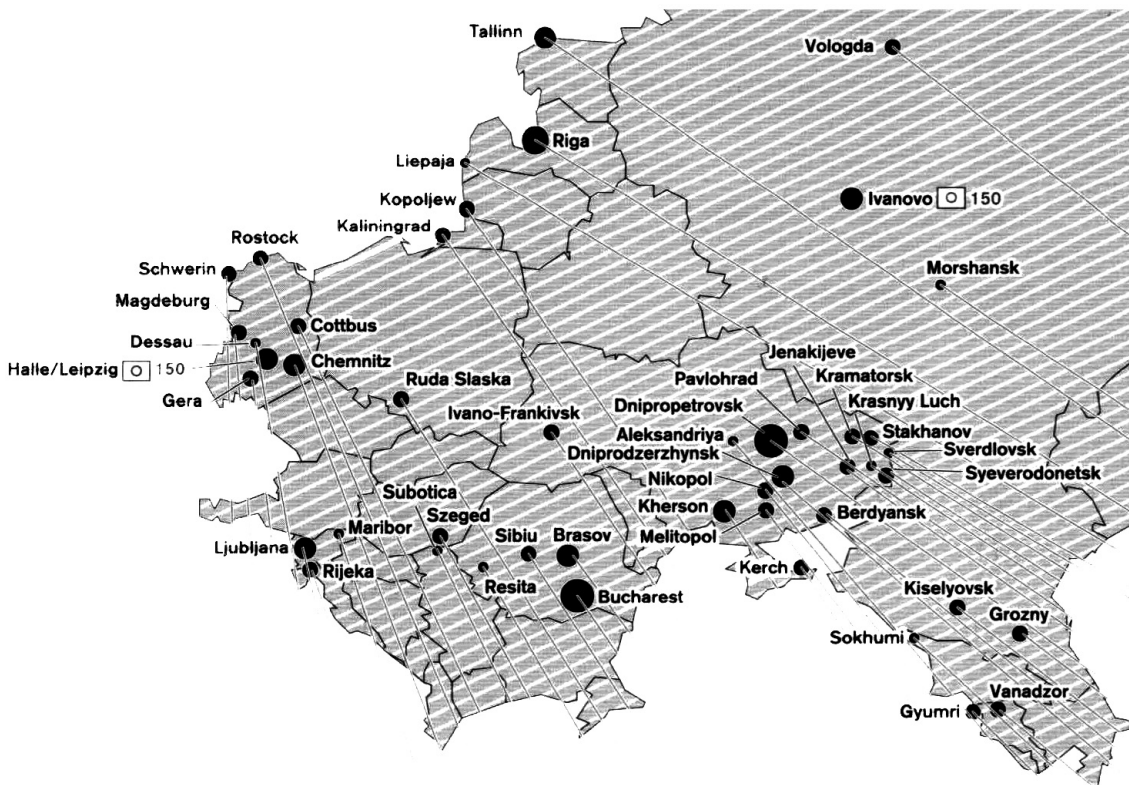 Tallinn
Vologda
Riga
Liepaja
Kopoljew
Ivanovo 150
Kaliningrad
Rostock
Schwerin
Morshansk
Magdeburg
Cottbus
Dessau
Jenakijeve
Halle/Leipzig 150
Chemnitz
Kramatorsk
Pavlohrad
Ruda Slaska
Gera
Krasnyy Luch
Ivano-Frankivsk
Dnipropetrovsk
Aleksandriya
Stakhanov
Sverdlovsk
Dniprodzerzhynsk
Syeverodonetsk
Nikopol
Subotica
Kherson
Szeged
Berdyansk
Maribor
Sibiu
Brasov
Melitopol
Ljubljana
Kerch
Rijeka
Resita
Kiselyovsk
Bucharest
Grozny
Sokhumi
Vanadzor
Gyumri